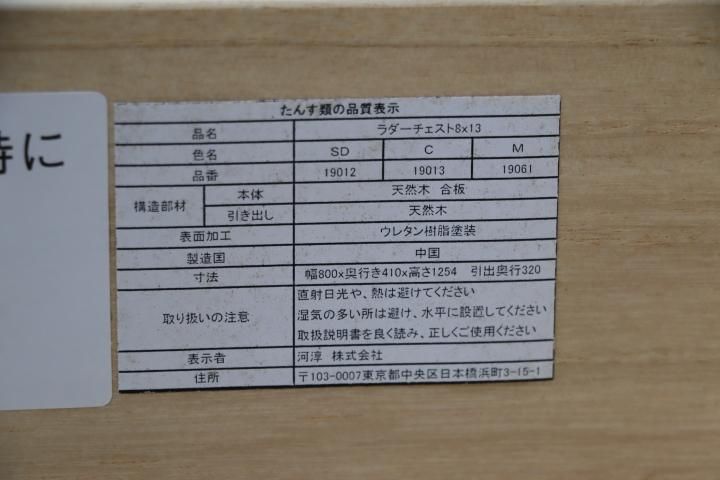 時に
たんす類の品質表示
品名 ラダーチェスト8x13
色名 SD C M
品番 19012 19013 19061
構造部材 本体 天然木 合板
引き出し 天然木
表面加工 ウレタン樹脂塗装
製造国 中国
寸法 幅800x奥行き410x高さ1254 引出奥行320
取り扱いの注意
直射日光や、熱は避けてください
湿気の多い所は避け、水平に設置してください
取扱説明書を良く読み、正しくご使用ください
表示者 河淳 株式会社
住所 〒103-0007東京都中央区日本橋浜町3-15-1